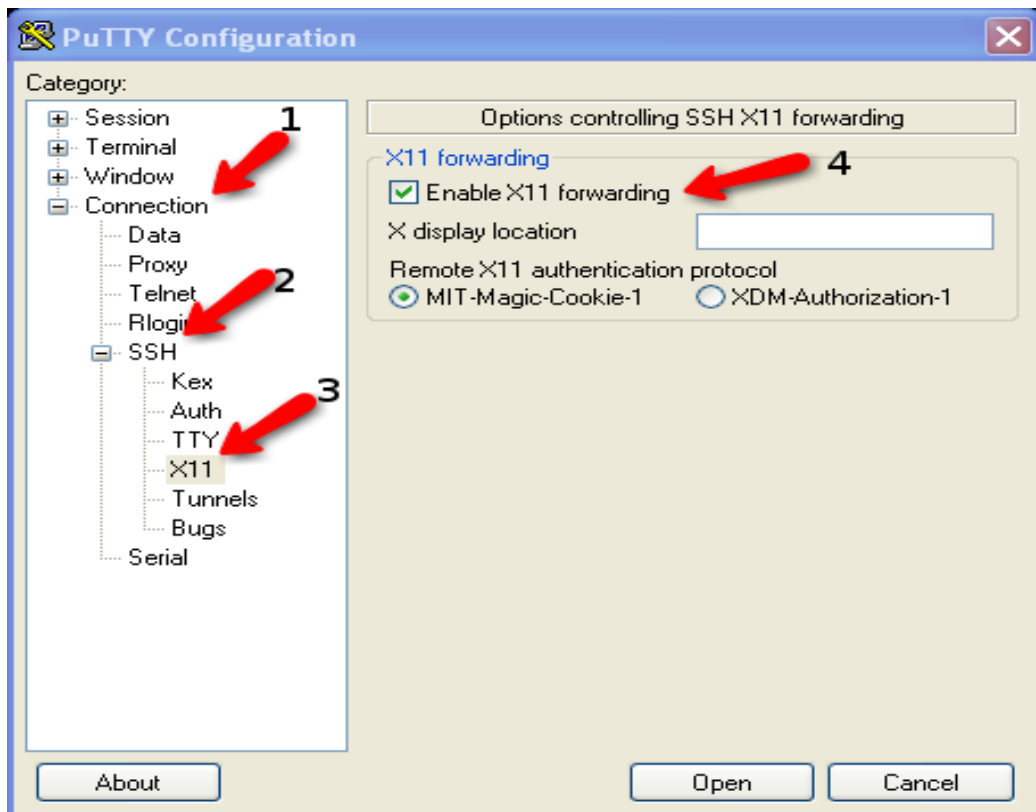 PuTTY Configuration
Category:
Session
Terminal
Window
Connection
Data
Proxy
Telnet
Rlogin
SSH
Kex
Auth
TTY
X11
Tunnels
Bugs
Serial
1
2
3
Options controlling SSH X11 forwarding
X11 forwarding
Enable X11 forwarding
4
X display location
Remote X11 authentication protocol
MIT-Magic-Cookie-1 XDM-Authorization-1
About Open Cancel